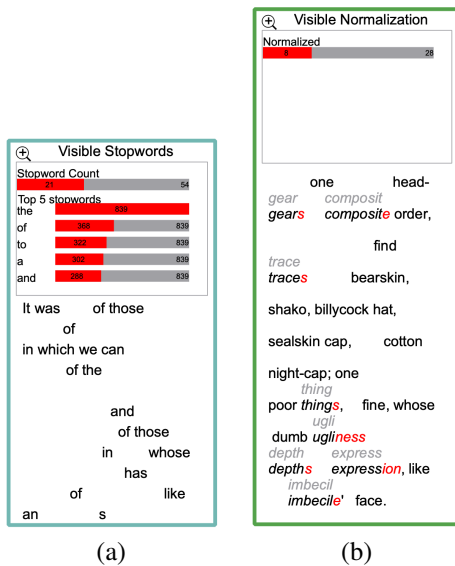 Visible Stopwords
Stopword Count
21 54
Top 5 stopwords
the 839
of 368 839
to 322 839
a 302 839
and 288 839
It was of those
of
in which we can
of the
and
of those
in whose
has
of like
an s
(a)
Visible Normalization
Normalized
8 28
one head-
gear composit
gears composite order,
find
trace
traces bearskin,
shako, billycock hat,
sealskin cap, cotton
night-cap; one
thing
poor things, fine, whose
ugli
dumb ugliness
depth express
depths expression, like
imbecil
imbecile' face.
(b)